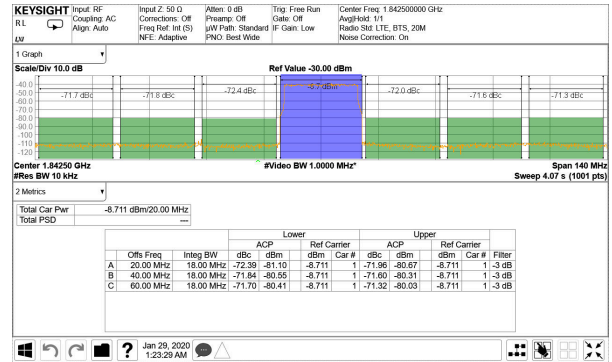 KEYSIGHT Input: RF Input Z: 50 Ω Atten: 0 dB Trig: Free Run Center Freq: 1.842500000 GHz
RL Coupling: AC Corrections: Off Preamp: Off Gate: Off Avg|Hold: 1/1
Align: Auto Freq Ref: Int (S) µW Path: Standard IF Gain: Low Radio Std: LTE, BTS, 20M
LXI NFE: Adaptive PNO: Best Wide Noise Correction: On
1 Graph
Scale/Div 10.0 dB Ref Value -30.00 dBm
-40.0
-50.0
-60.0
-70.0
-80.0
-90.0
-100
-110
-120
-71.7 dBc -71.8 dBc -72.4 dBc -8.7 dBm -72.0 dBc -71.6 dBc -71.3 dBc
Center 1.84250 GHz #Video BW 1.0000 MHz* Span 140 MHz
#Res BW 10 kHz Sweep 4.07 s (1001 pts)
2 Metrics
Total Car Pwr -8.711 dBm/20.00 MHz
Total PSD ---
Lower Upper
ACP Ref Carrier ACP Ref Carrier
Offs Freq Integ BW dBc dBm dBm Car # dBc dBm dBm Car # Filter
A 20.00 MHz 18.00 MHz -72.39 -81.10 -8.711 1 -71.96 -80.67 -8.711 1 -3 dB
B 40.00 MHz 18.00 MHz -71.84 -80.55 -8.711 1 -71.60 -80.31 -8.711 1 -3 dB
C 60.00 MHz 18.00 MHz -71.70 -80.41 -8.711 1 -71.32 -80.03 -8.711 1 -3 dB
? Jan 29, 2020
1:23:29 AM